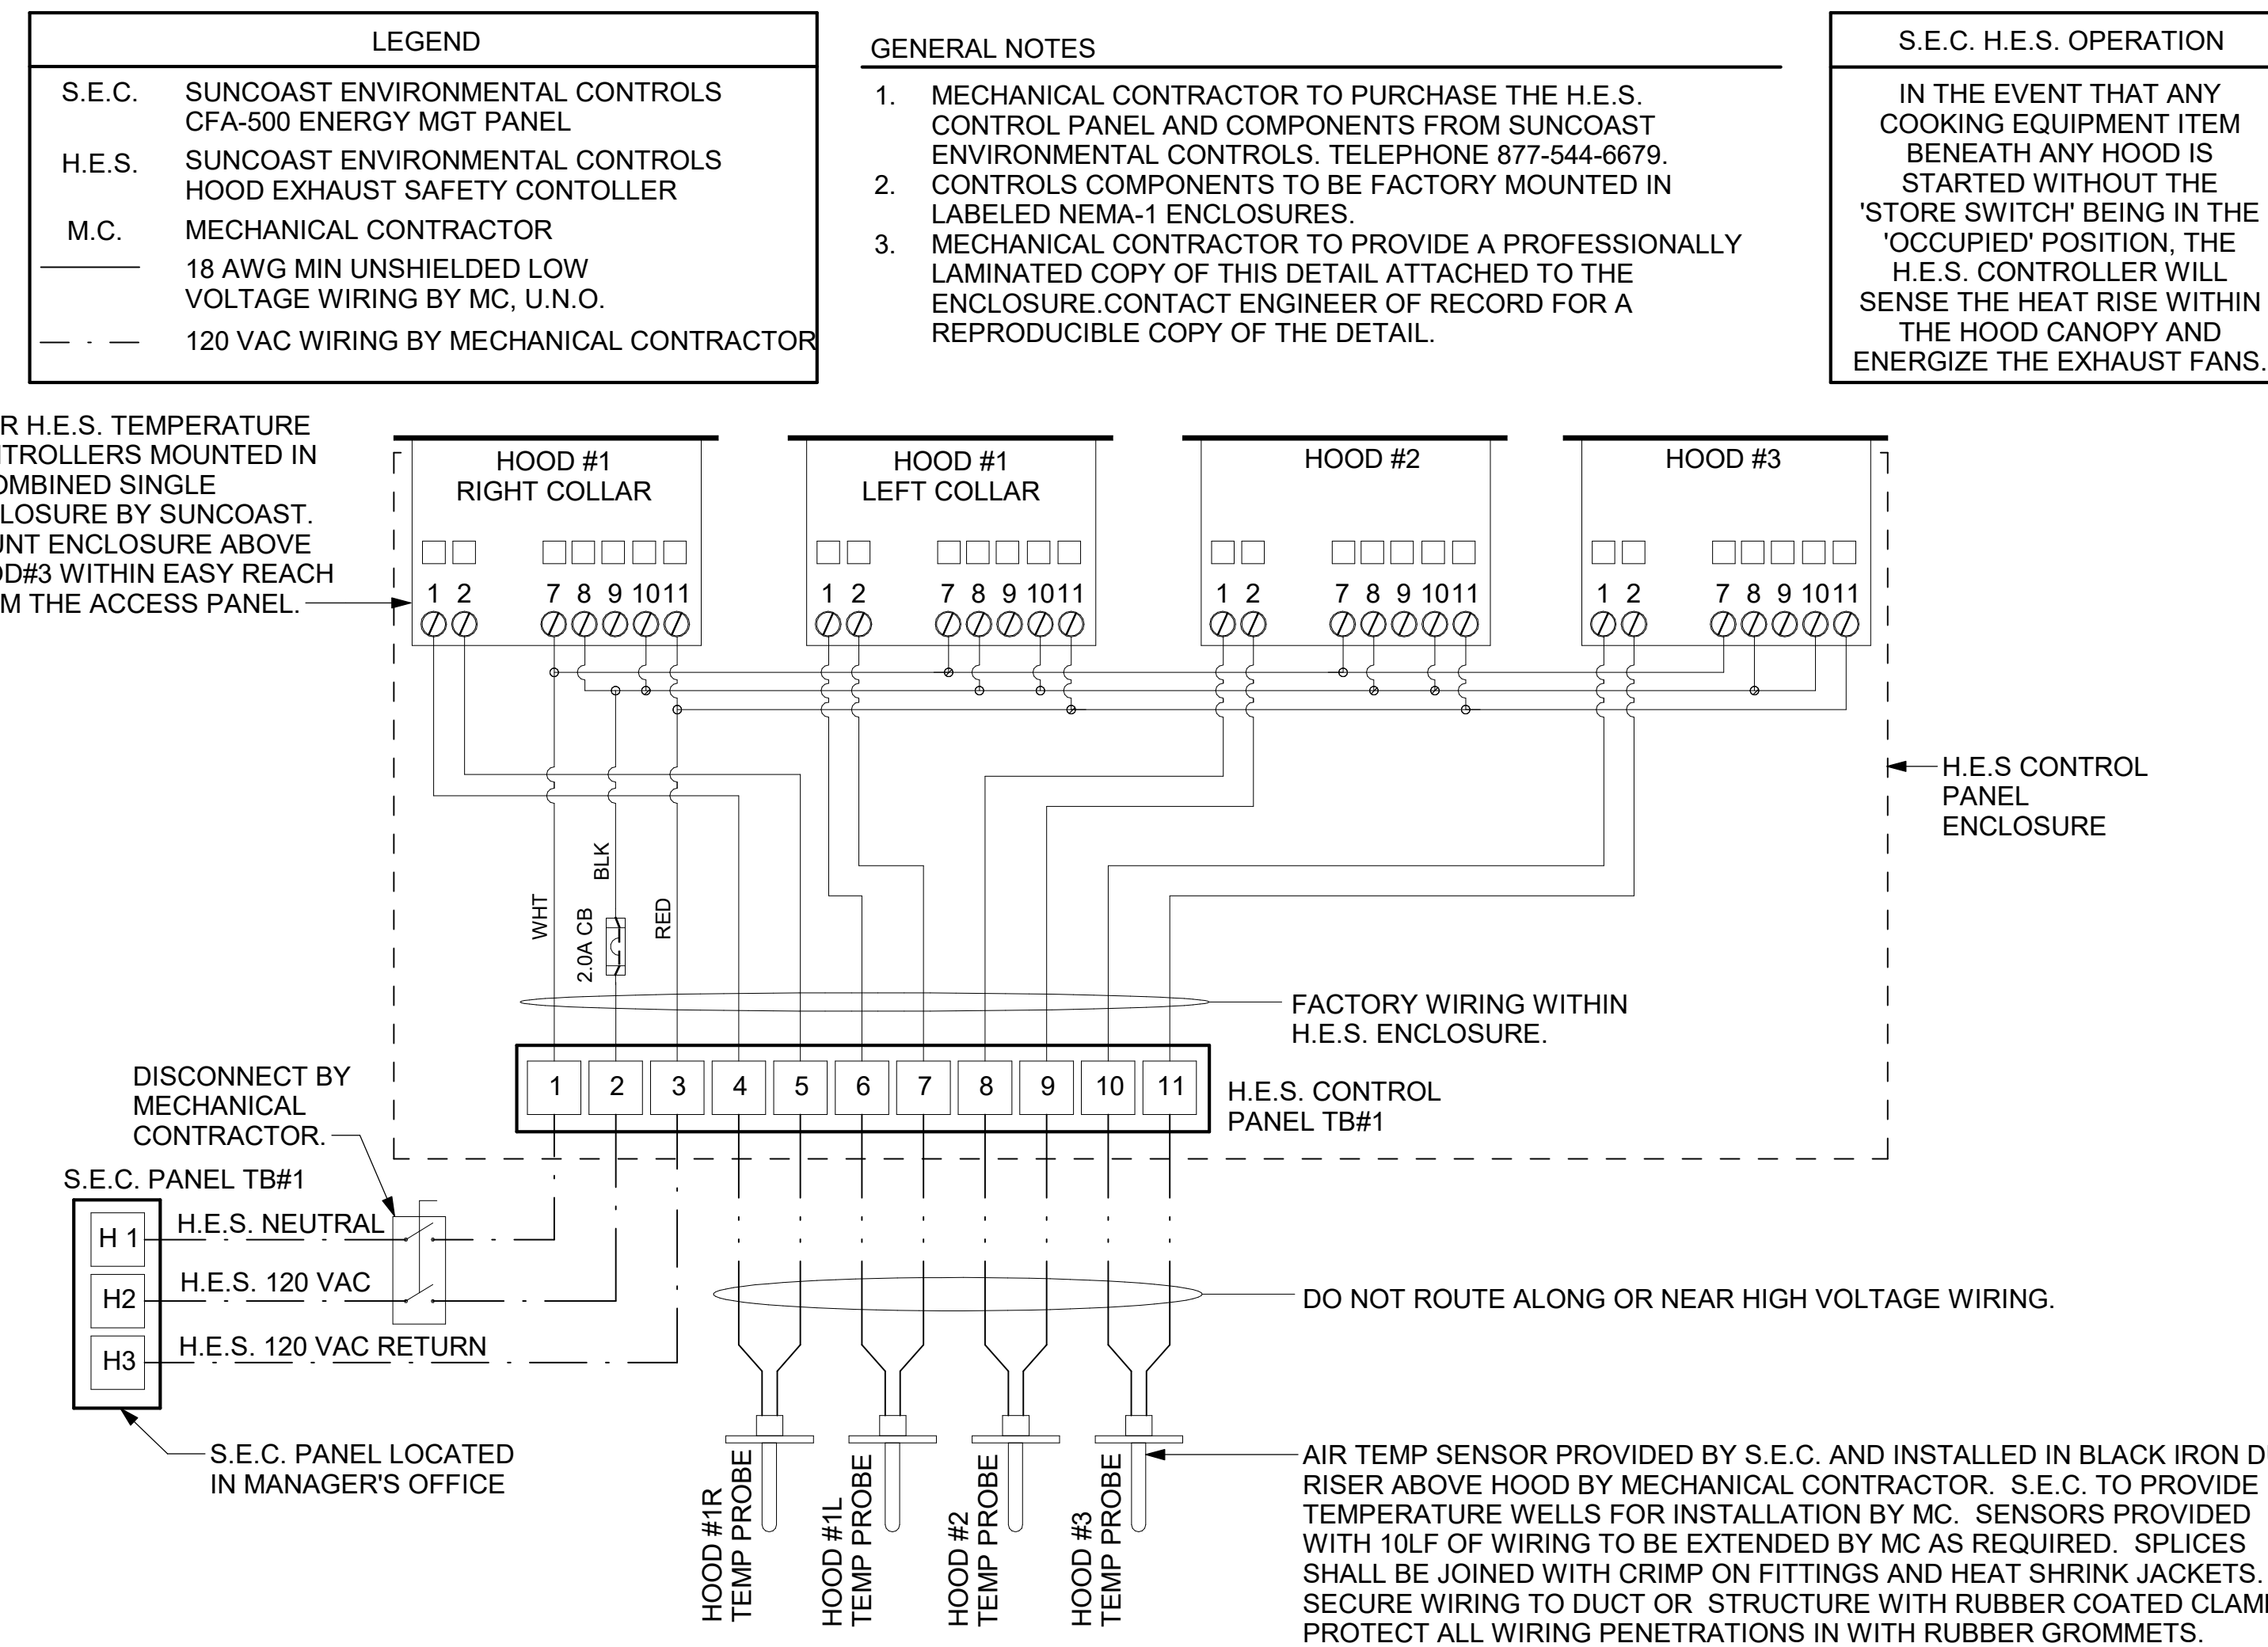 LEGEND
S.E.C. SUNCOAST ENVIRONMENTAL CONTROLS
CFA-500 ENERGY MGT PANEL
H.E.S. SUNCOAST ENVIRONMENTAL CONTROLS
HOOD EXHAUST SAFETY CONTOLLER
M.C. MECHANICAL CONTRACTOR
18 AWG MIN UNSHIELDED LOW
VOLTAGE WIRING BY MC, U.N.O.
120 VAC WIRING BY MECHANICAL CONTRACTOR
GENERAL NOTES
1. MECHANICAL CONTRACTOR TO PURCHASE THE H.E.S.
CONTROL PANEL AND COMPONENTS FROM SUNCOAST
ENVIRONMENTAL CONTROLS. TELEPHONE 877-544-6679.
2. CONTROLS COMPONENTS TO BE FACTORY MOUNTED IN
LABELED NEMA-1 ENCLOSURES.
3. MECHANICAL CONTRACTOR TO PROVIDE A PROFESSIONALLY
LAMINATED COPY OF THIS DETAIL ATTACHED TO THE
ENCLOSURE.CONTACT ENGINEER OF RECORD FOR A
REPRODUCIBLE COPY OF THE DETAIL.
S.E.C. H.E.S. OPERATION
IN THE EVENT THAT ANY
COOKING EQUIPMENT ITEM
BENEATH ANY HOOD IS
STARTED WITHOUT THE
'STORE SWITCH' BEING IN THE
'OCCUPIED' POSITION, THE
H.E.S. CONTROLLER WILL
SENSE THE HEAT RISE WITHIN
THE HOOD CANOPY AND
ENERGIZE THE EXHAUST FANS.
H.E.S. TEMPERATURE
MOUNTED IN
SINGLE
BY SUNCOAST.
ENCLOSURE ABOVE
WITHIN EASY REACH
THE ACCESS PANEL.
HOOD #1
RIGHT COLLAR
1 2 7 8 9 10 11
HOOD #1
LEFT COLLAR
1 2 7 8 9 10 11
HOOD #2
1 2 7 8 9 10 11
HOOD #3
1 2 7 8 9 10 11
H.E.S CONTROL
PANEL
ENCLOSURE
WHT
2.0A CB
BLK
RED
FACTORY WIRING WITHIN
H.E.S. ENCLOSURE.
1 2 3 4 5 6 7 8 9 10 11
H.E.S. CONTROL
PANEL TB#1
DISCONNECT BY
MECHANICAL
CONTRACTOR.
S.E.C. PANEL TB#1
H 1 H.E.S. NEUTRAL
H2 H.E.S. 120 VAC
H3 H.E.S. 120 VAC RETURN
S.E.C. PANEL LOCATED
IN MANAGER'S OFFICE
DO NOT ROUTE ALONG OR NEAR HIGH VOLTAGE WIRING.
HOOD #1R
TEMP PROBE
HOOD #1L
TEMP PROBE
HOOD #2
TEMP PROBE
HOOD #3
TEMP PROBE
AIR TEMP SENSOR PROVIDED BY S.E.C. AND INSTALLED IN BLACK IRON
RISER ABOVE HOOD BY MECHANICAL CONTRACTOR. S.E.C. TO PROVIDE
TEMPERATURE WELLS FOR INSTALLATION BY MC. SENSORS PROVIDED
WITH 10LF OF WIRING TO BE EXTENDED BY MC AS REQUIRED. SPLICES
SHALL BE JOINED WITH CRIMP ON FITTINGS AND HEAT SHRINK JACKETS.
SECURE WIRING TO DUCT OR STRUCTURE WITH RUBBER COATED
PROTECT ALL WIRING PENETRATIONS IN WITH RUBBER GROMMETS.